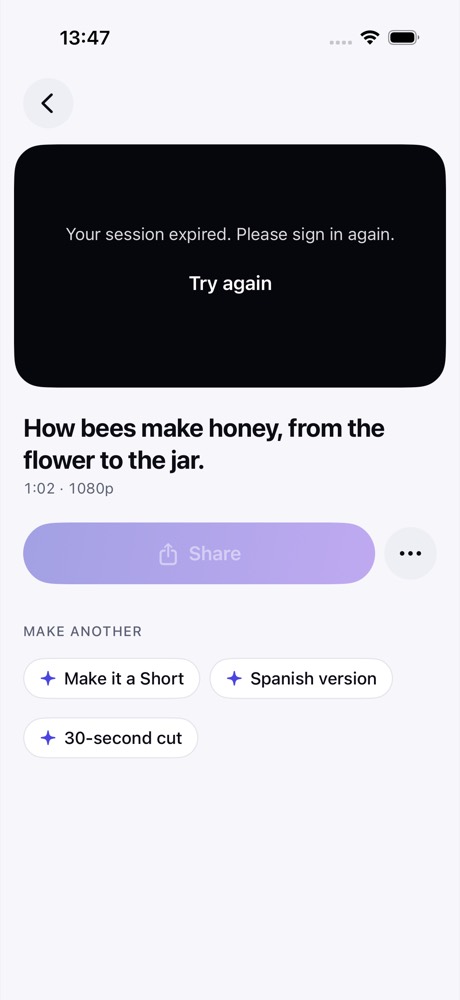 13:47
Your session expired. Please sign in again.
Try again
How bees make honey, from the
flower to the jar.
1:02 · 1080p
Share
MAKE ANOTHER
Make it a Short
Spanish version
30-second cut